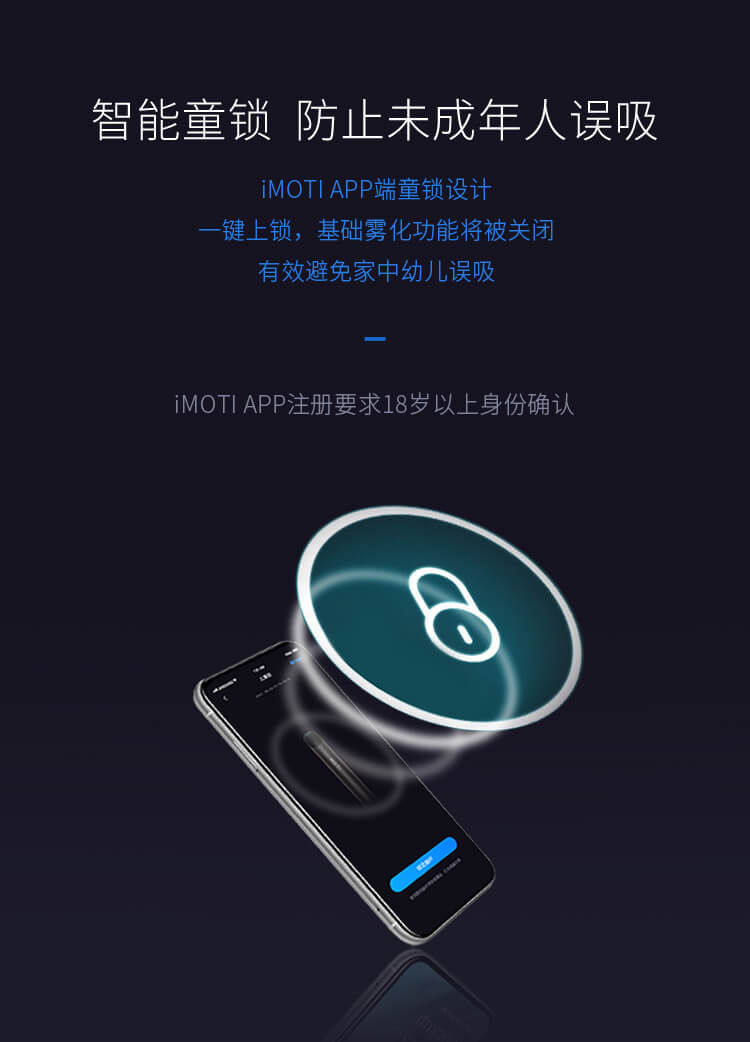 智能童锁 防止未成年人误吸
iMOTI APP端童锁设计
一键上锁，基础雾化功能将被关闭
有效避免家中幼儿误吸
iMOTI APP注册要求18岁以上身份确认